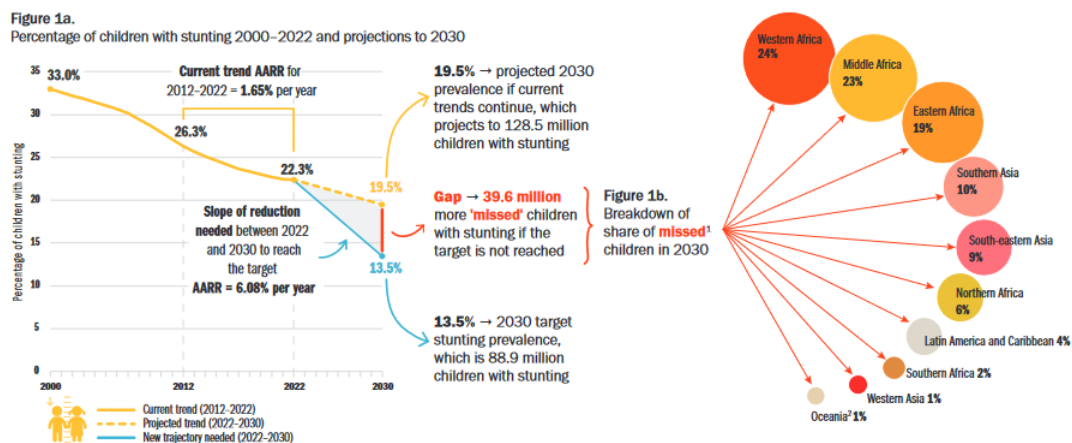 Figure 1a.
Percentage of children with stunting 2000–2022 and projections to 2030
Percentage of children with stunting
35
30
25
20
15
10
5
0
33.0%
Current trend AARR for
2012–2022 = 1.65% per year
26.3%
22.3%
19.5%
13.5%
Slope of reduction
needed between 2022
and 2030 to reach
the target
AARR = 6.08% per year
2000
2012
2022
2030
Current trend (2012–2022)
Projected trend (2022–2030)
New trajectory needed (2022–2030)
19.5% → projected 2030
prevalence if current
trends continue, which
projects to 128.5 million
children with stunting
Gap → 39.6 million
more 'missed' children
with stunting if the
target is not reached
13.5% → 2030 target
stunting prevalence,
which is 88.9 million
children with stunting
Figure 1b.
Breakdown of
share of missed¹
children in 2030
Western Africa
24%
Middle Africa
23%
Eastern Africa
19%
Southern Asia
10%
South-eastern Asia
9%
Northern Africa
6%
Latin America and Caribbean 4%
Southern Africa 2%
Western Asia 1%
Oceania² 1%